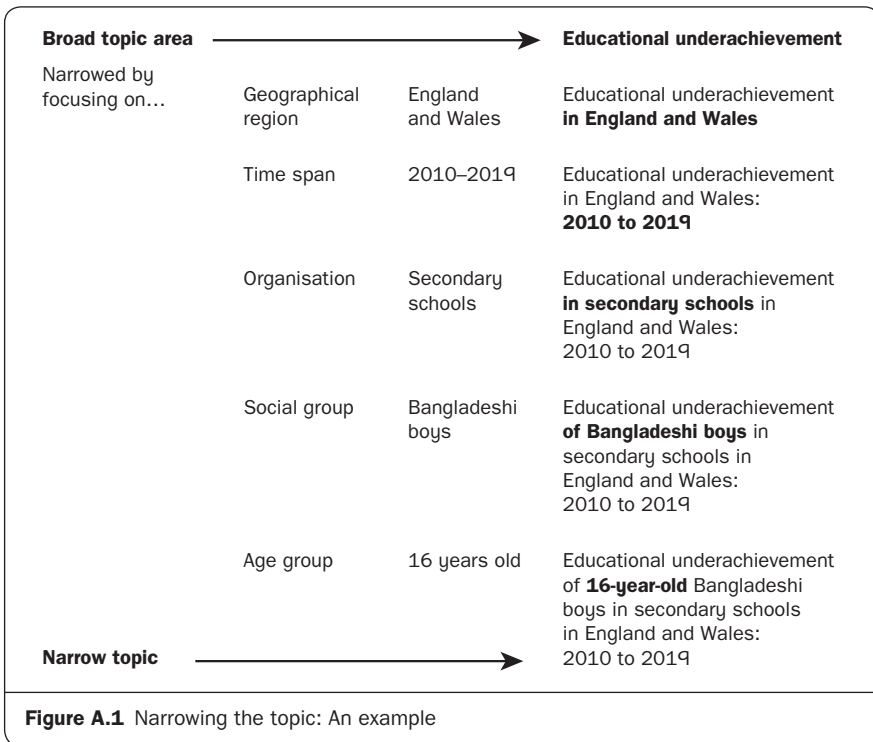 Broad topic area Educational underachievement
Narrowed by
focusing on…
Geographical
region
England
and Wales
Educational underachievement
in England and Wales
Time span
2010–2019
Educational underachievement
in England and Wales:
2010 to 2019
Organisation
Secondary
schools
Educational underachievement
in secondary schools in
England and Wales:
2010 to 2019
Social group
Bangladeshi
boys
Educational underachievement
of Bangladeshi boys in
secondary schools in
England and Wales:
2010 to 2019
Age group
16 years old
Educational underachievement
of 16-year-old Bangladeshi
boys in secondary schools
in England and Wales:
2010 to 2019
Narrow topic
Figure A.1 Narrowing the topic: An example